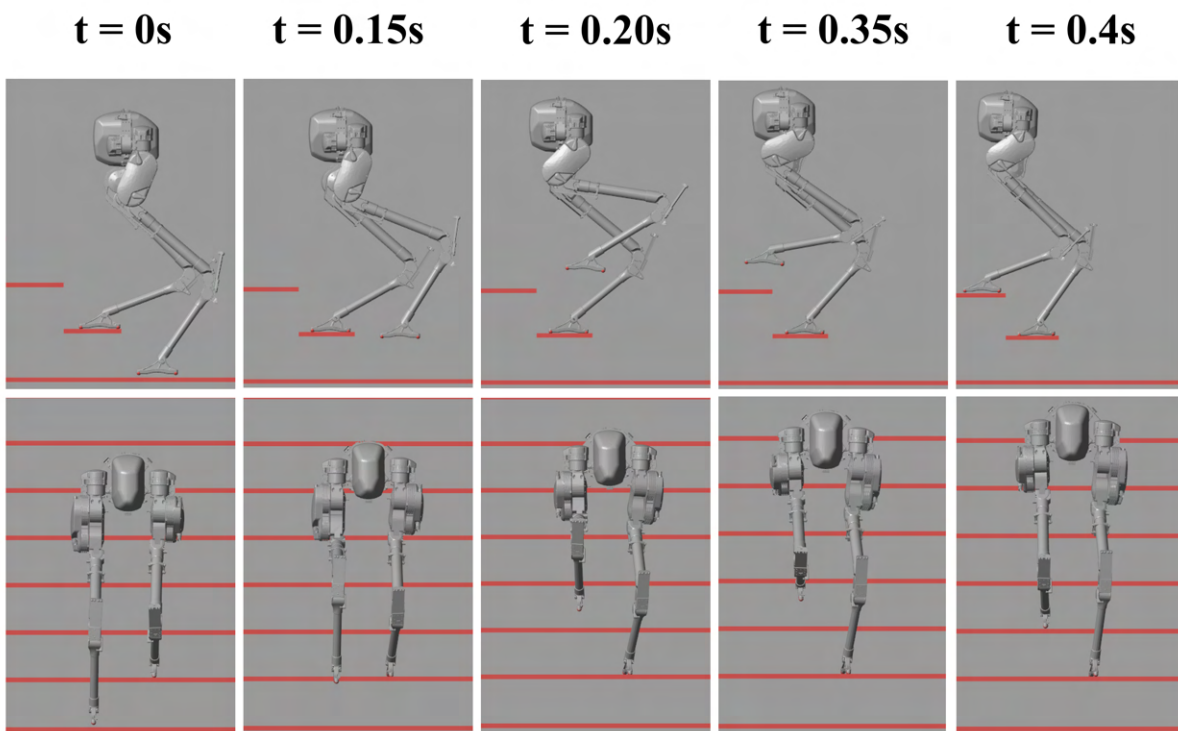 t = 0s t = 0.15s t = 0.20s t = 0.35s t = 0.4s